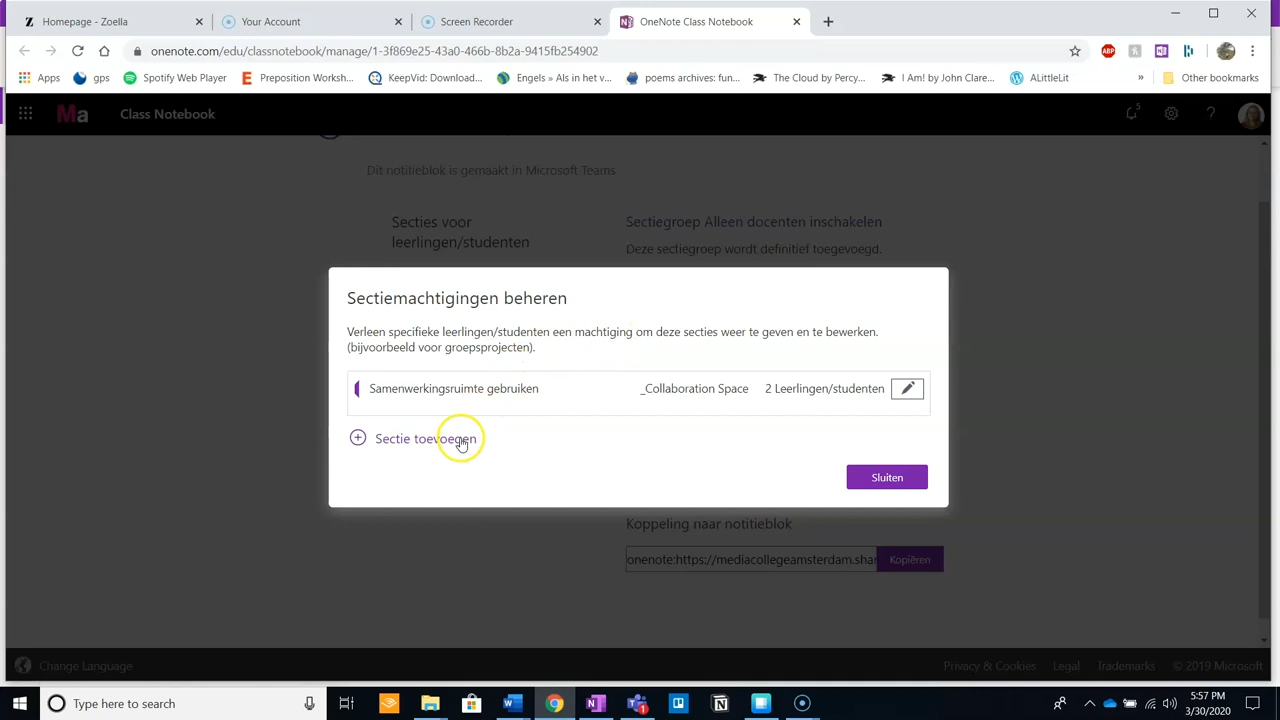 Homepage - Zoella
Your Account
Screen Recorder
OneNote Class Notebook
onenote.com/edu/classnotebook/manage/1-3f869e25-43a0-466b-8b2a-9415fb254902
ABP
Apps
gps
Spotify Web Player
Preposition Worksh...
KeepVid: Download...
Engels » Als in het v...
poems archives: fun...
The Cloud by Percy...
I Am! by John Clare...
ALittleLit
»
Other bookmarks
Ma
Class Notebook
5
?
Dit notitieblok is gemaakt in Microsoft Teams
Secties voor
leerlingen/studenten
Sectiegroep Alleen docenten inschakelen
Deze sectiegroep wordt definitief toegevoegd.
Sectiemachtigingen beheren
Verleen specifieke leerlingen/studenten een machtiging om deze secties weer te geven en te bewerken.
(bijvoorbeeld voor groepsprojecten).
Samenwerkingsruimte gebruiken
_Collaboration Space
2 Leerlingen/studenten
Sectie toevoegen
Sluiten
Koppeling naar notitieblok
onenote:https://mediacollegeamsterdam.shar
Kopiëren
Change Language
Privacy & Cookies
Legal
Trademarks
© 2019 Microsoft
Type here to search
5:57 PM
3/30/2020